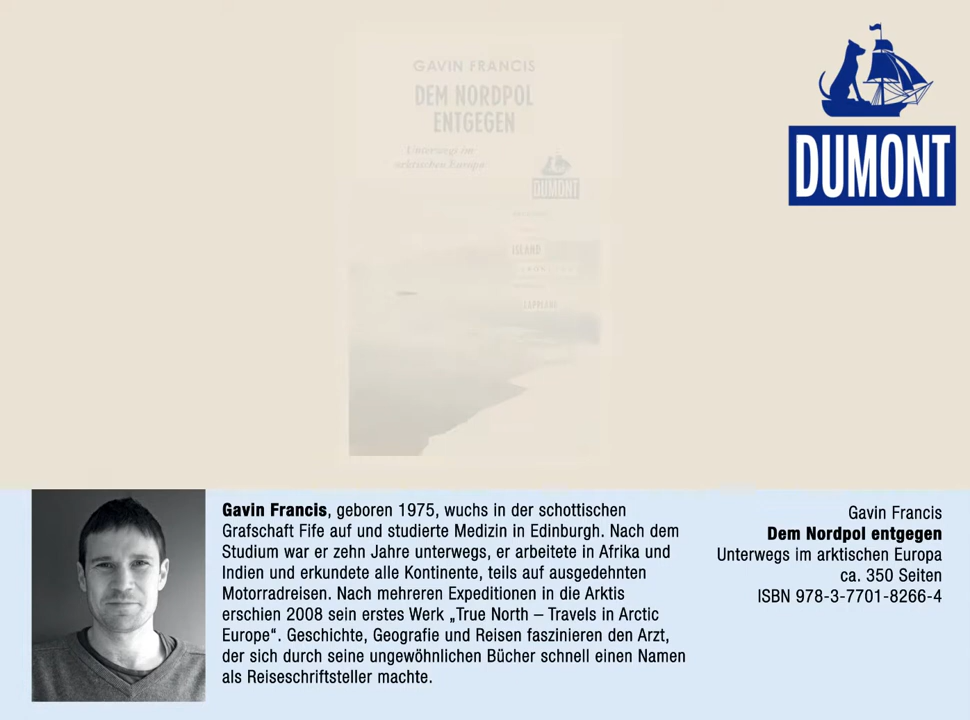 GAVIN FRANCIS
DEM NORDPOL
ENTGEGEN
Unterwegs im
arktischen Europa
DUMONT
ISLAND
LAPPLAND
DUMONT
Gavin Francis, geboren 1975, wuchs in der schottischen
Grafschaft Fife auf und studierte Medizin in Edinburgh. Nach dem
Studium war er zehn Jahre unterwegs, er arbeitete in Afrika und
Indien und erkundete alle Kontinente, teils auf ausgedehnten
Motorradreisen. Nach mehreren Expeditionen in die Arktis
erschien 2008 sein erstes Werk „True North – Travels in Arctic
Europe“. Geschichte, Geografie und Reisen faszinieren den Arzt,
der sich durch seine ungewöhnlichen Bücher schnell einen Namen
als Reiseschriftsteller machte.
Gavin Francis
Dem Nordpol entgegen
Unterwegs im arktischen Europa
ca. 350 Seiten
ISBN 978-3-7701-8266-4